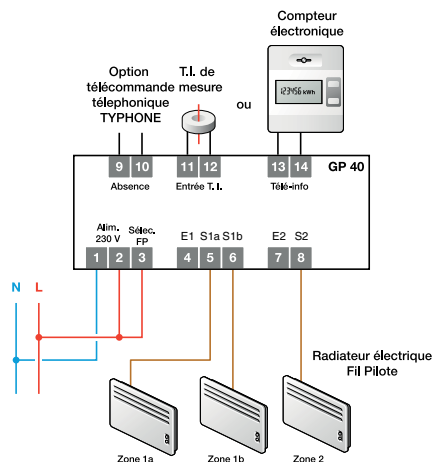 Compteur
électronique
Option
télécommande
télephonique
TYPHONE
T.I. de
mesure
ou
123456 kWh
9 10 11 12 13 14 GP 40
Absence Entrée T. I. Télé-info
Alim.
230 V
Sélec.
FP
E1 S1a S1b E2 S2
1 2 3 4 5 6 7 8
N L
Radiateur électrique
Fil Pilote
Zone 1a Zone 1b Zone 2